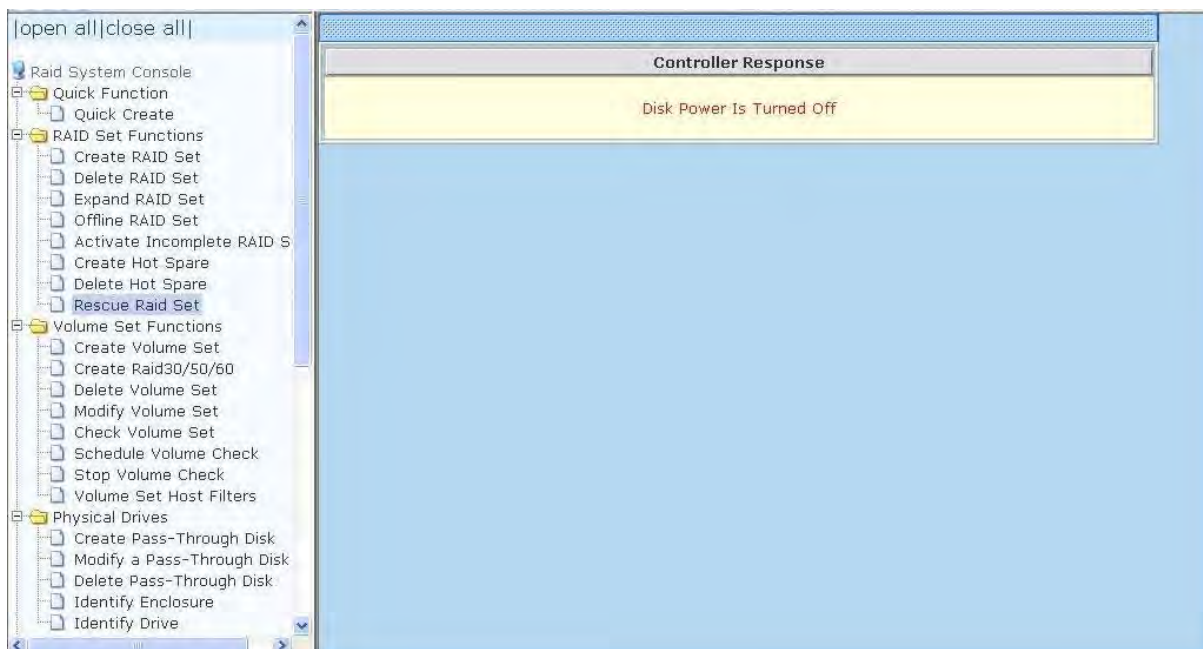 |open all|close all|
Raid System Console
Quick Function
Quick Create
RAID Set Functions
Create RAID Set
Delete RAID Set
Expand RAID Set
Offline RAID Set
Activate Incomplete RAID S
Create Hot Spare
Delete Hot Spare
Rescue Raid Set
Volume Set Functions
Create Volume Set
Create Raid30/50/60
Delete Volume Set
Modify Volume Set
Check Volume Set
Schedule Volume Check
Stop Volume Check
Volume Set Host Filters
Physical Drives
Create Pass-Through Disk
Modify a Pass-Through Disk
Delete Pass-Through Disk
Identify Enclosure
Identify Drive
Controller Response
Disk Power Is Turned Off